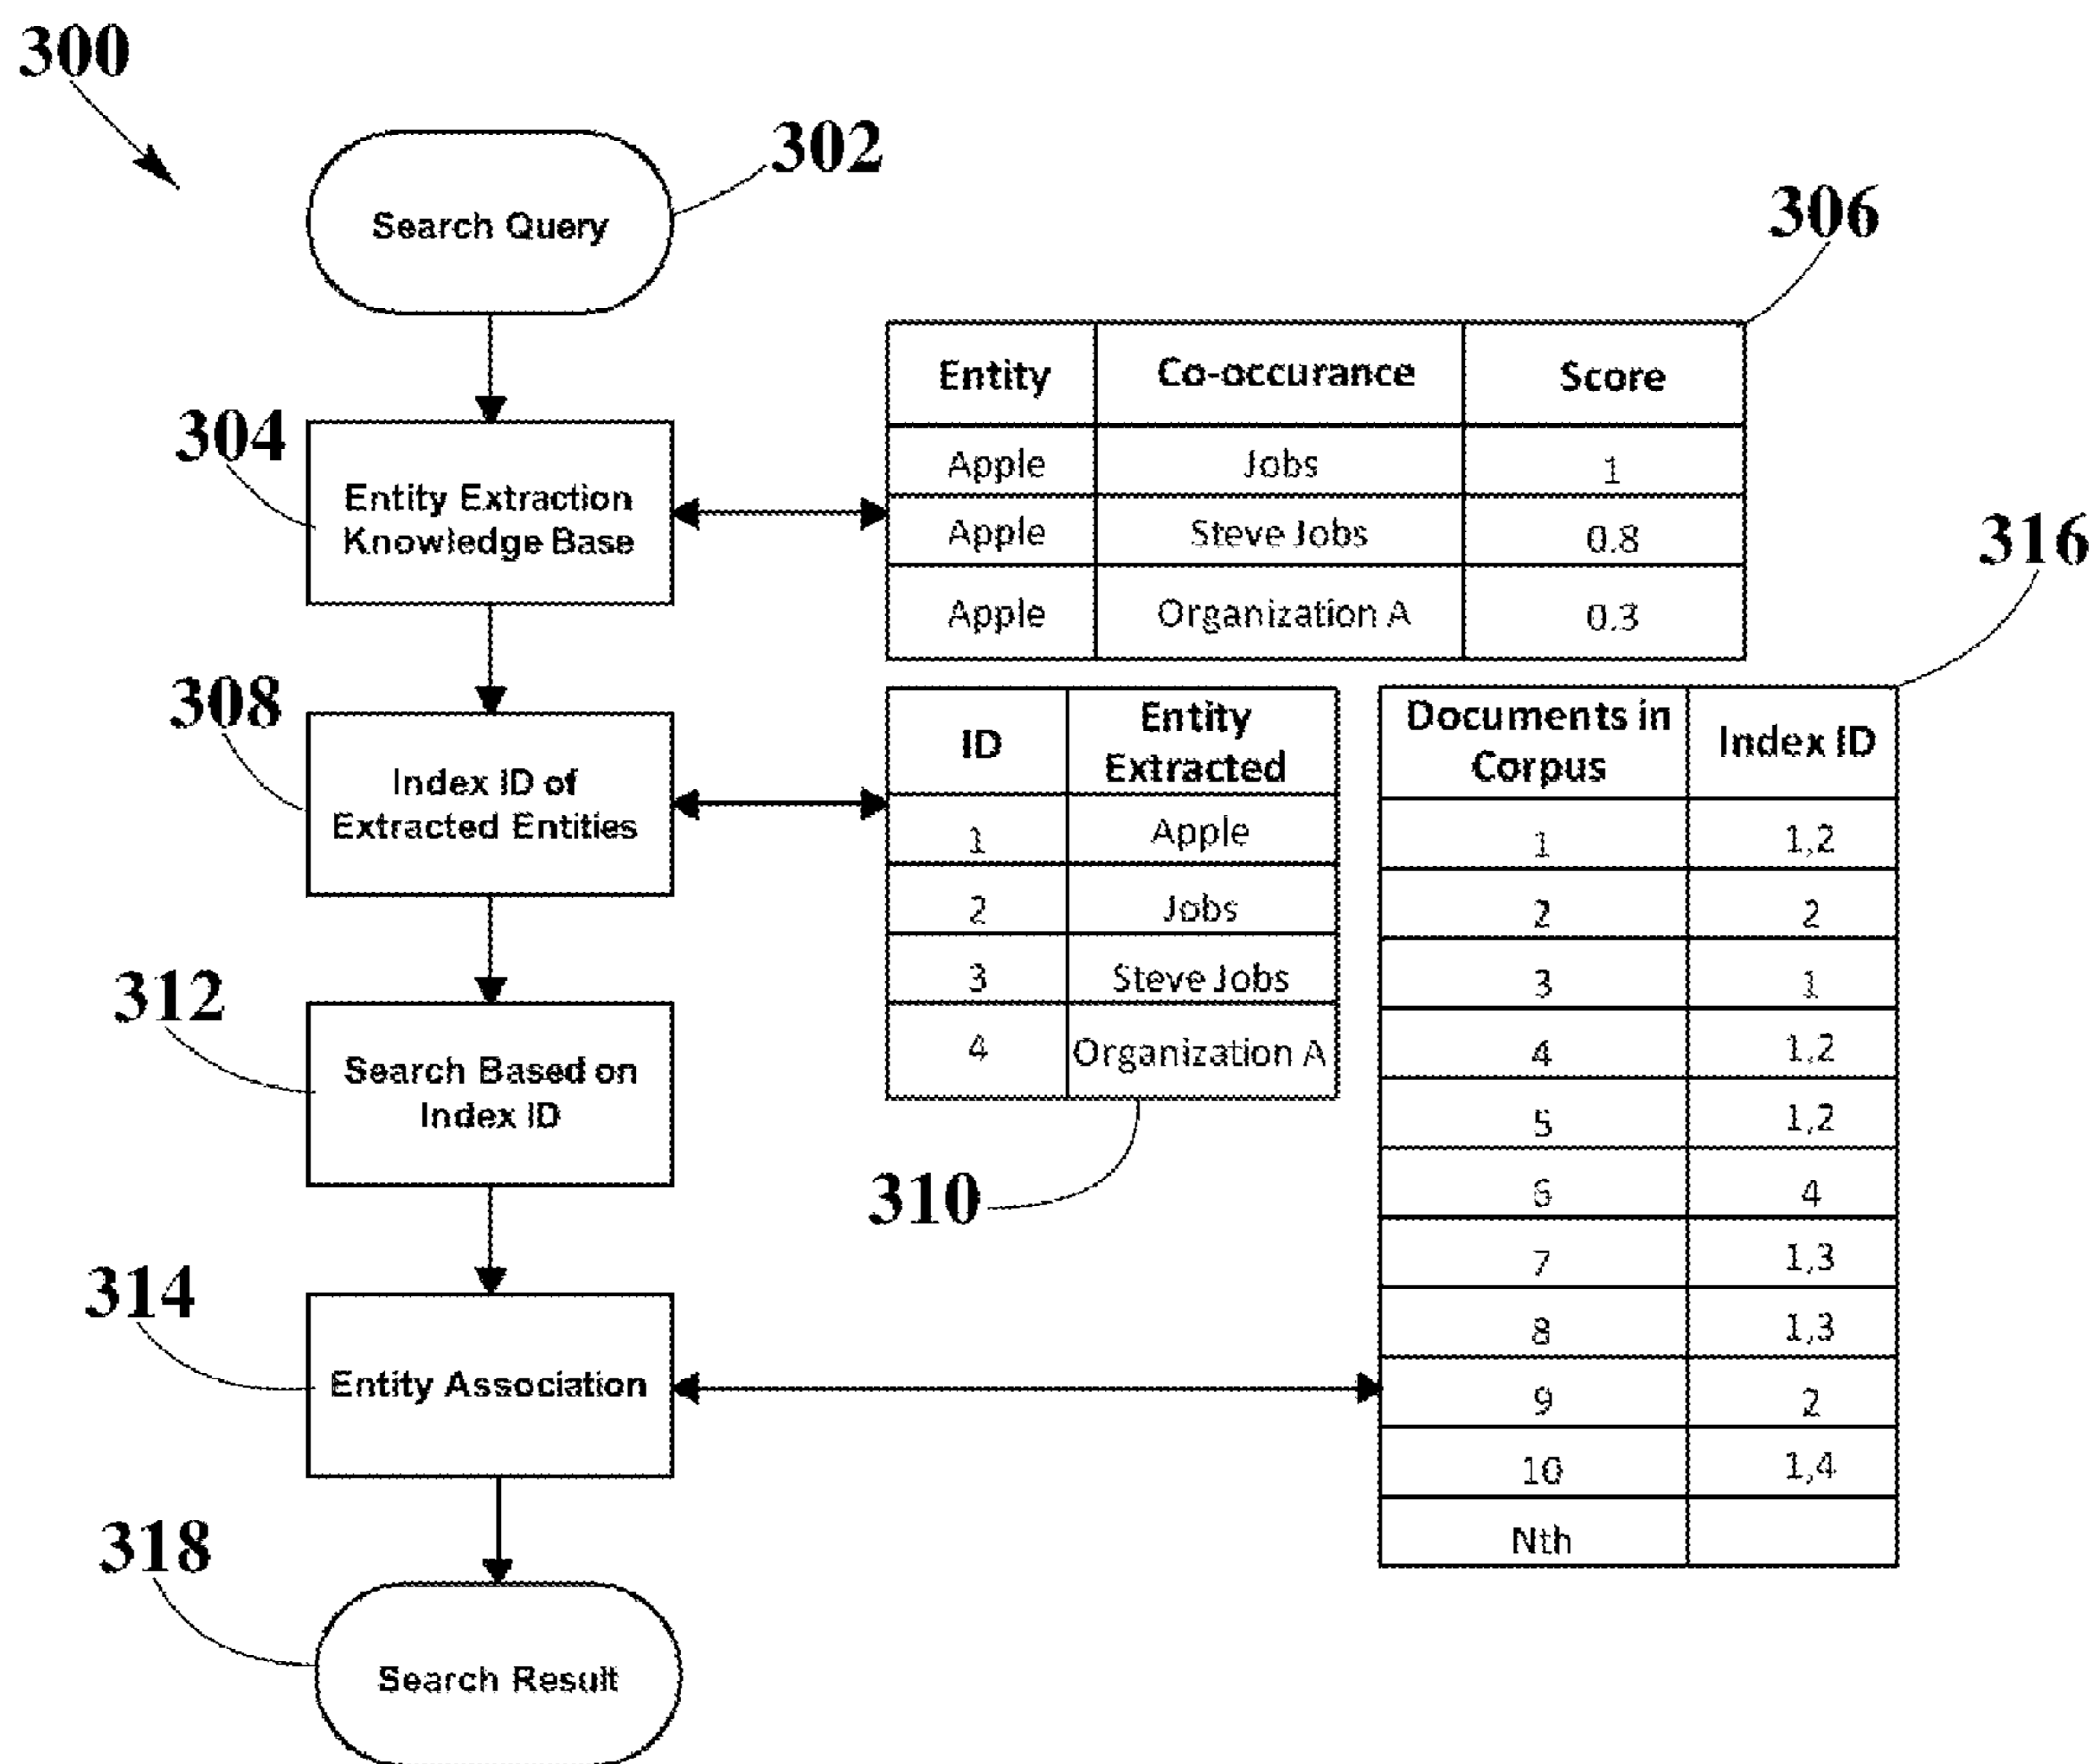 300
302
Search Query
306
Entity Co-occurance Score
Apple Jobs 1
Apple Steve Jobs 0.8
Apple Organization A 0.3
304
Entity Extraction
Knowledge Base
316
308
Index ID of
Extracted Entities
ID Entity
Extracted
1 Apple
2 Jobs
3 Steve Jobs
4 Organization A
310
Documents in
Corpus Index ID
1 1,2
2 2
3 1
4 1,2
5 1,2
6 4
7 1,3
8 1,3
9 2
10 1,4
Nth
312
Search Based on
Index ID
314
Entity Association
318
Search Result